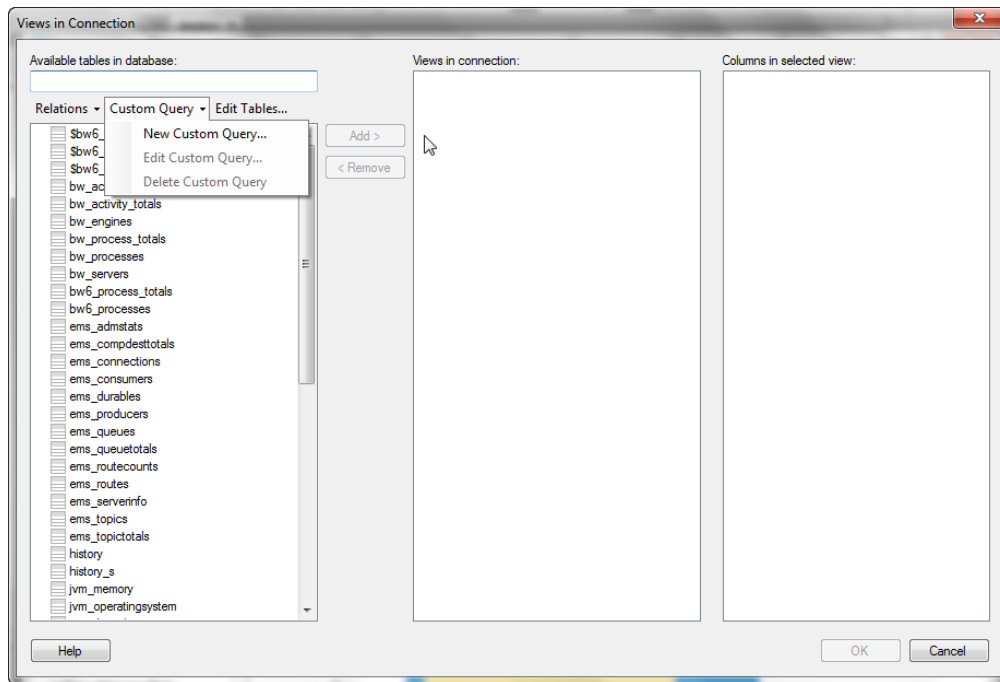 Views in Connection
Available tables in database:
Views in connection:
Columns in selected view:
Relations
Custom Query
Edit Tables...
New Custom Query...
Edit Custom Query...
Delete Custom Query
Add >
< Remove
$bw6_
$bw6_
$bw6_
bw_ac
bw_activity_totals
bw_engines
bw_process_totals
bw_processes
bw_servers
bw6_process_totals
bw6_processes
ems_admstats
ems_compdesttotals
ems_connections
ems_consumers
ems_durables
ems_producers
ems_queues
ems_queuetotals
ems_routecounts
ems_routes
ems_serverinfo
ems_topics
ems_topictotals
history
history_s
jvm_memory
jvm_operatingsystem
Help
OK
Cancel